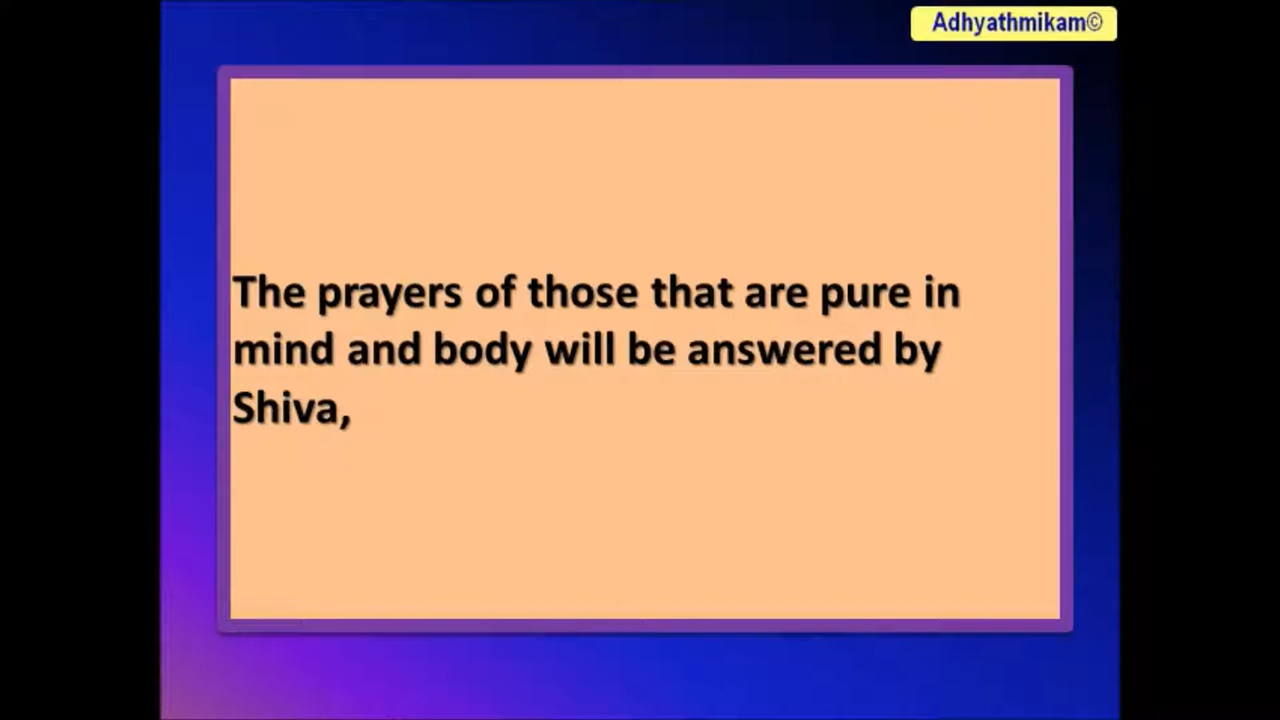 Adhyathmikam©
The prayers of those that are pure in
mind and body will be answered by
Shiva,